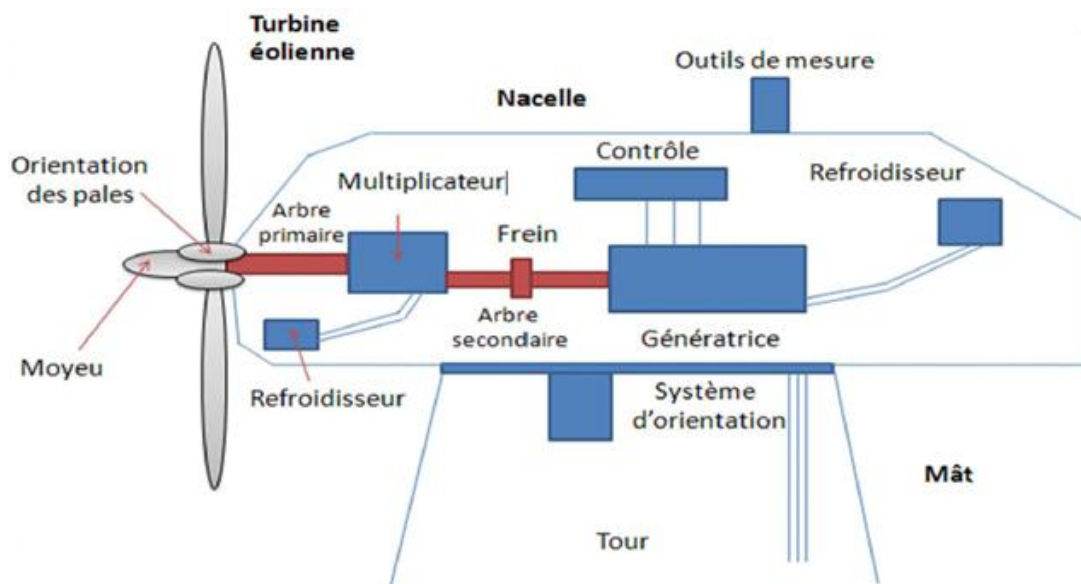 Turbine
éolienne
Outils de mesure
Nacelle
Contrôle
Refroidisseur
Orientation
des pales
Multiplicateur
Arbre
primaire
Frein
Arbre
secondaire
Génératrice
Moyeu
Refroidisseur
Système
d'orientation
Mât
Tour